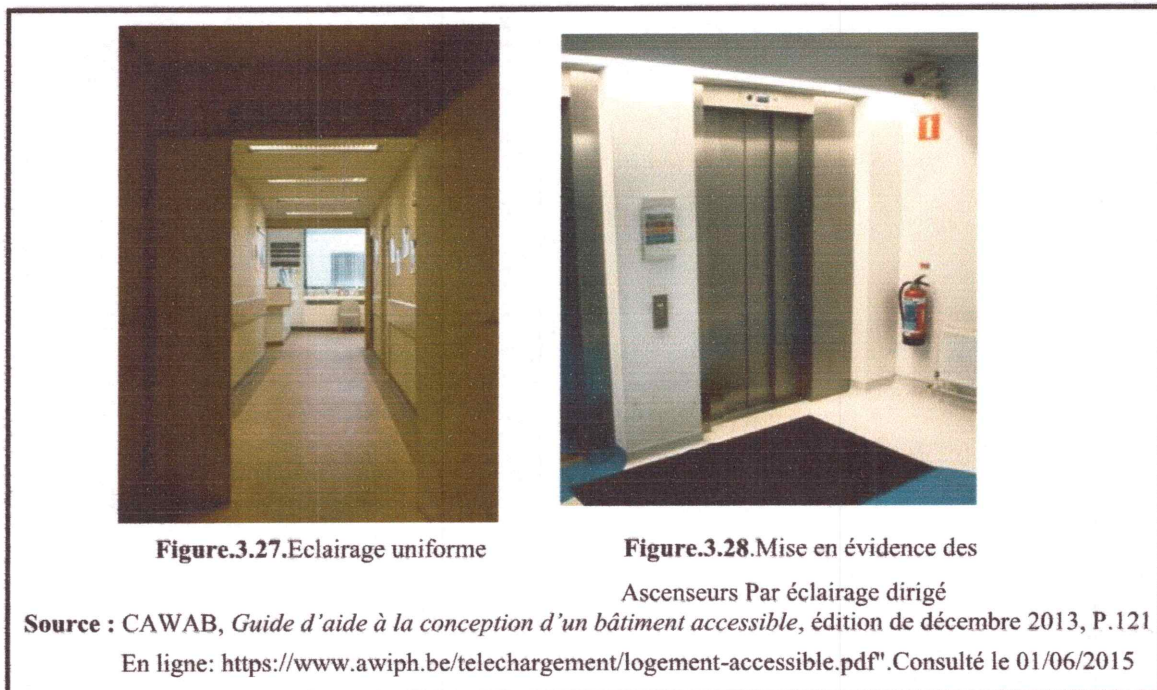 Figure.3.27.Eclairage uniforme
Figure.3.28.Mise en évidence des
Ascenseurs Par éclairage dirigé
Source : CAWAB, Guide d'aide à la conception d'un bâtiment accessible, édition de décembre 2013, P.121
En ligne: https://www.awiph.be/telechargement/logement-accessible.pdf".Consulté le 01/06/2015